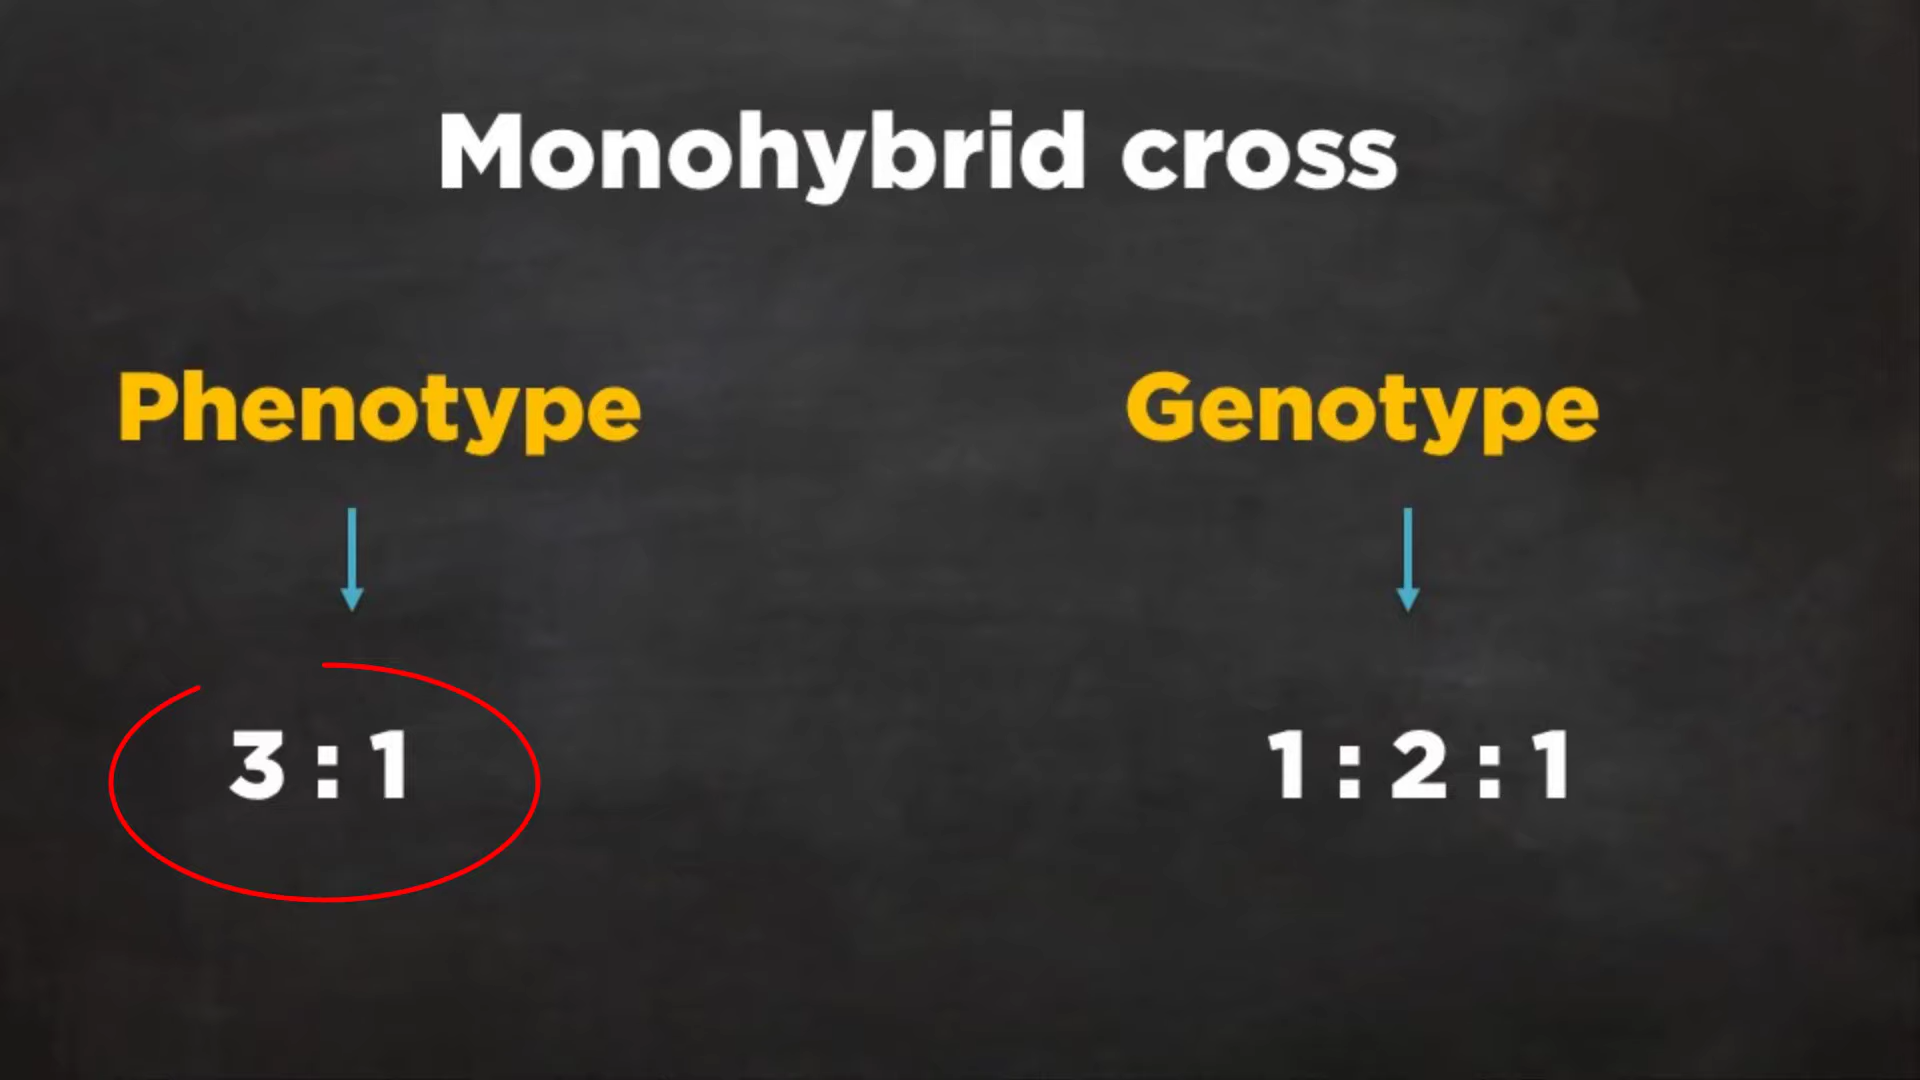 Monohybrid cross
Phenotype
Genotype
3 : 1
1 : 2 : 1